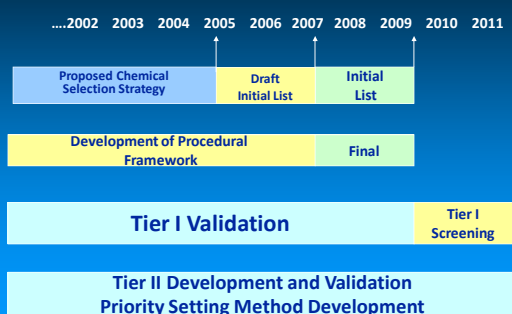 ....2002 2003 2004 2005 2006 2007 2008 2009 2010 2011
Proposed Chemical
Selection Strategy
Draft
Initial List
Initial
List
Development of Procedural
Framework
Final
Tier I Validation
Tier I
Screening
Tier II Development and Validation
Priority Setting Method Development